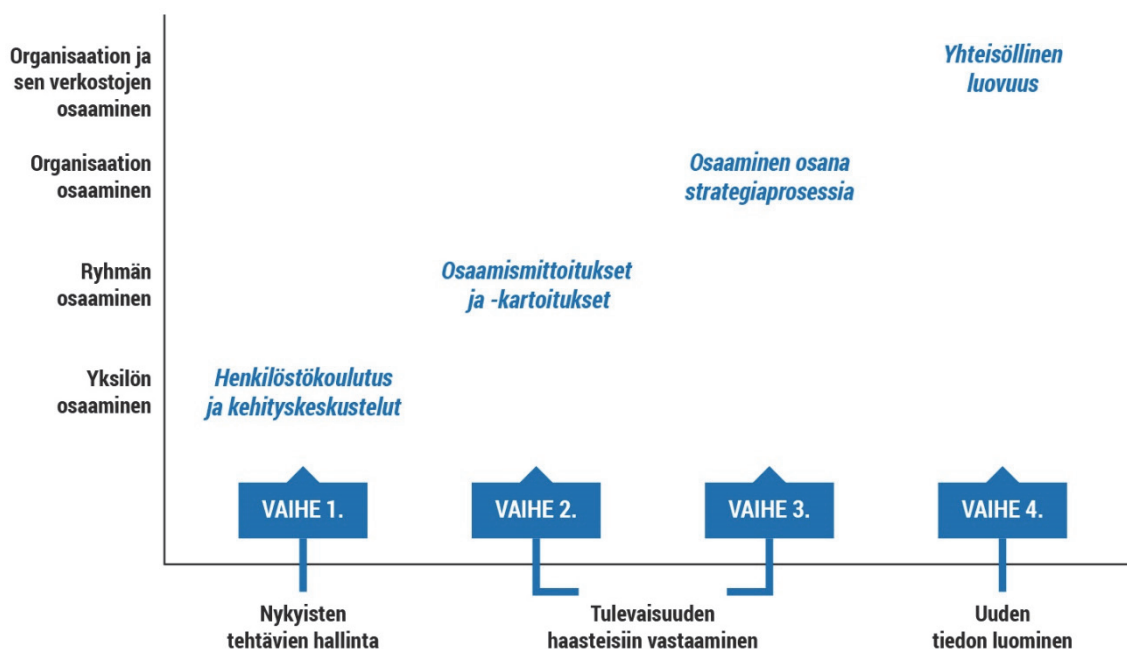 Organisaation ja
sen verkostojen
osaaminen
Yhteisöllinen
luovuus
Organisaation
osaaminen
Osaaminen osana
strategiaprosessia
Ryhmän
osaaminen
Osaamismittoitukset
ja -kartoitukset
Yksilön
osaaminen
Henkilöstökoulutus
ja kehityskeskustelut
VAIHE 1.
VAIHE 2.
VAIHE 3.
VAIHE 4.
Nykyisten
tehtävien hallinta
Tulevaisuuden
haasteisiin vastaaminen
Uuden
tiedon luominen